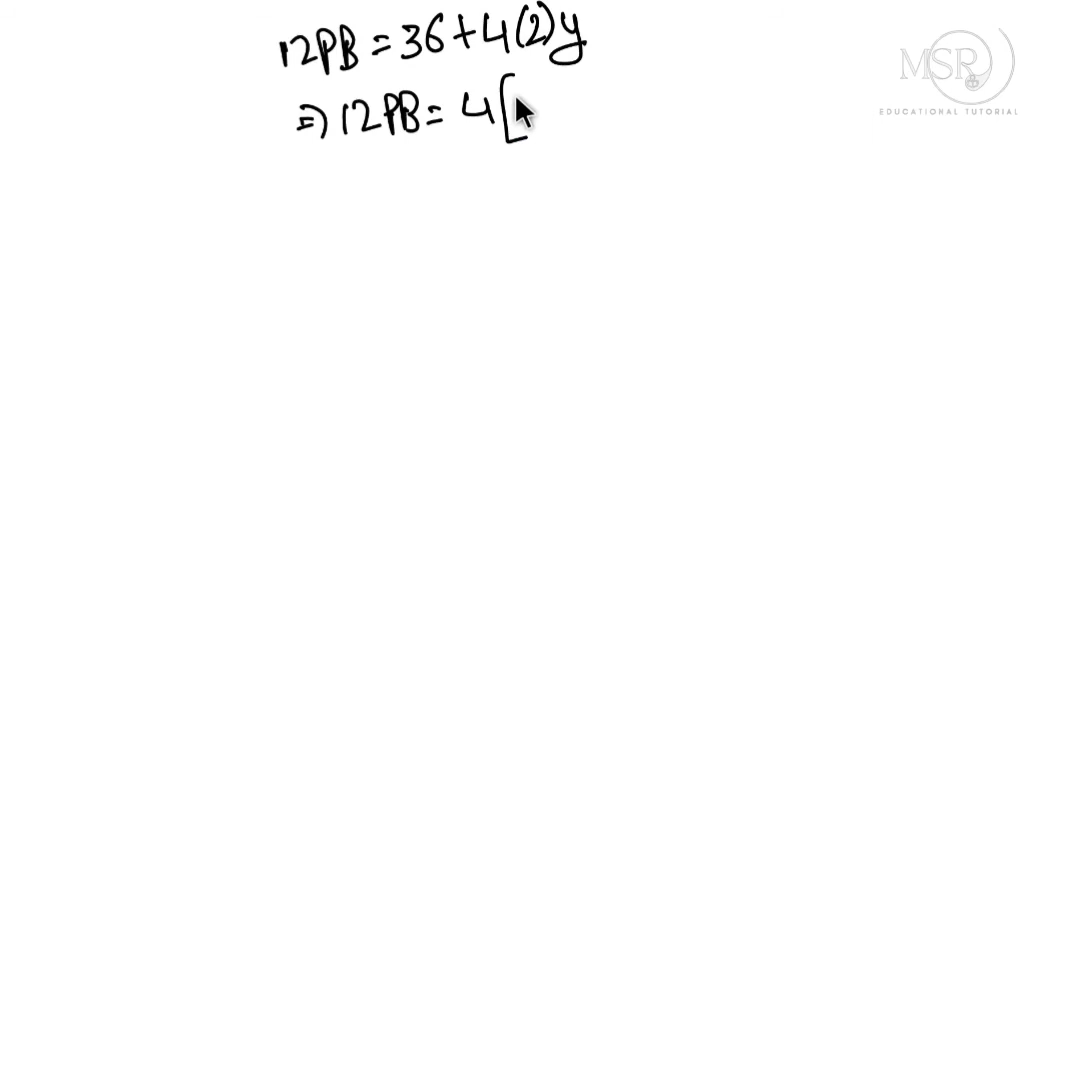 12PB = 36 + 4(2)y
⇒ 12PB = 4[
MSR
EDUCATIONAL TUTORIAL